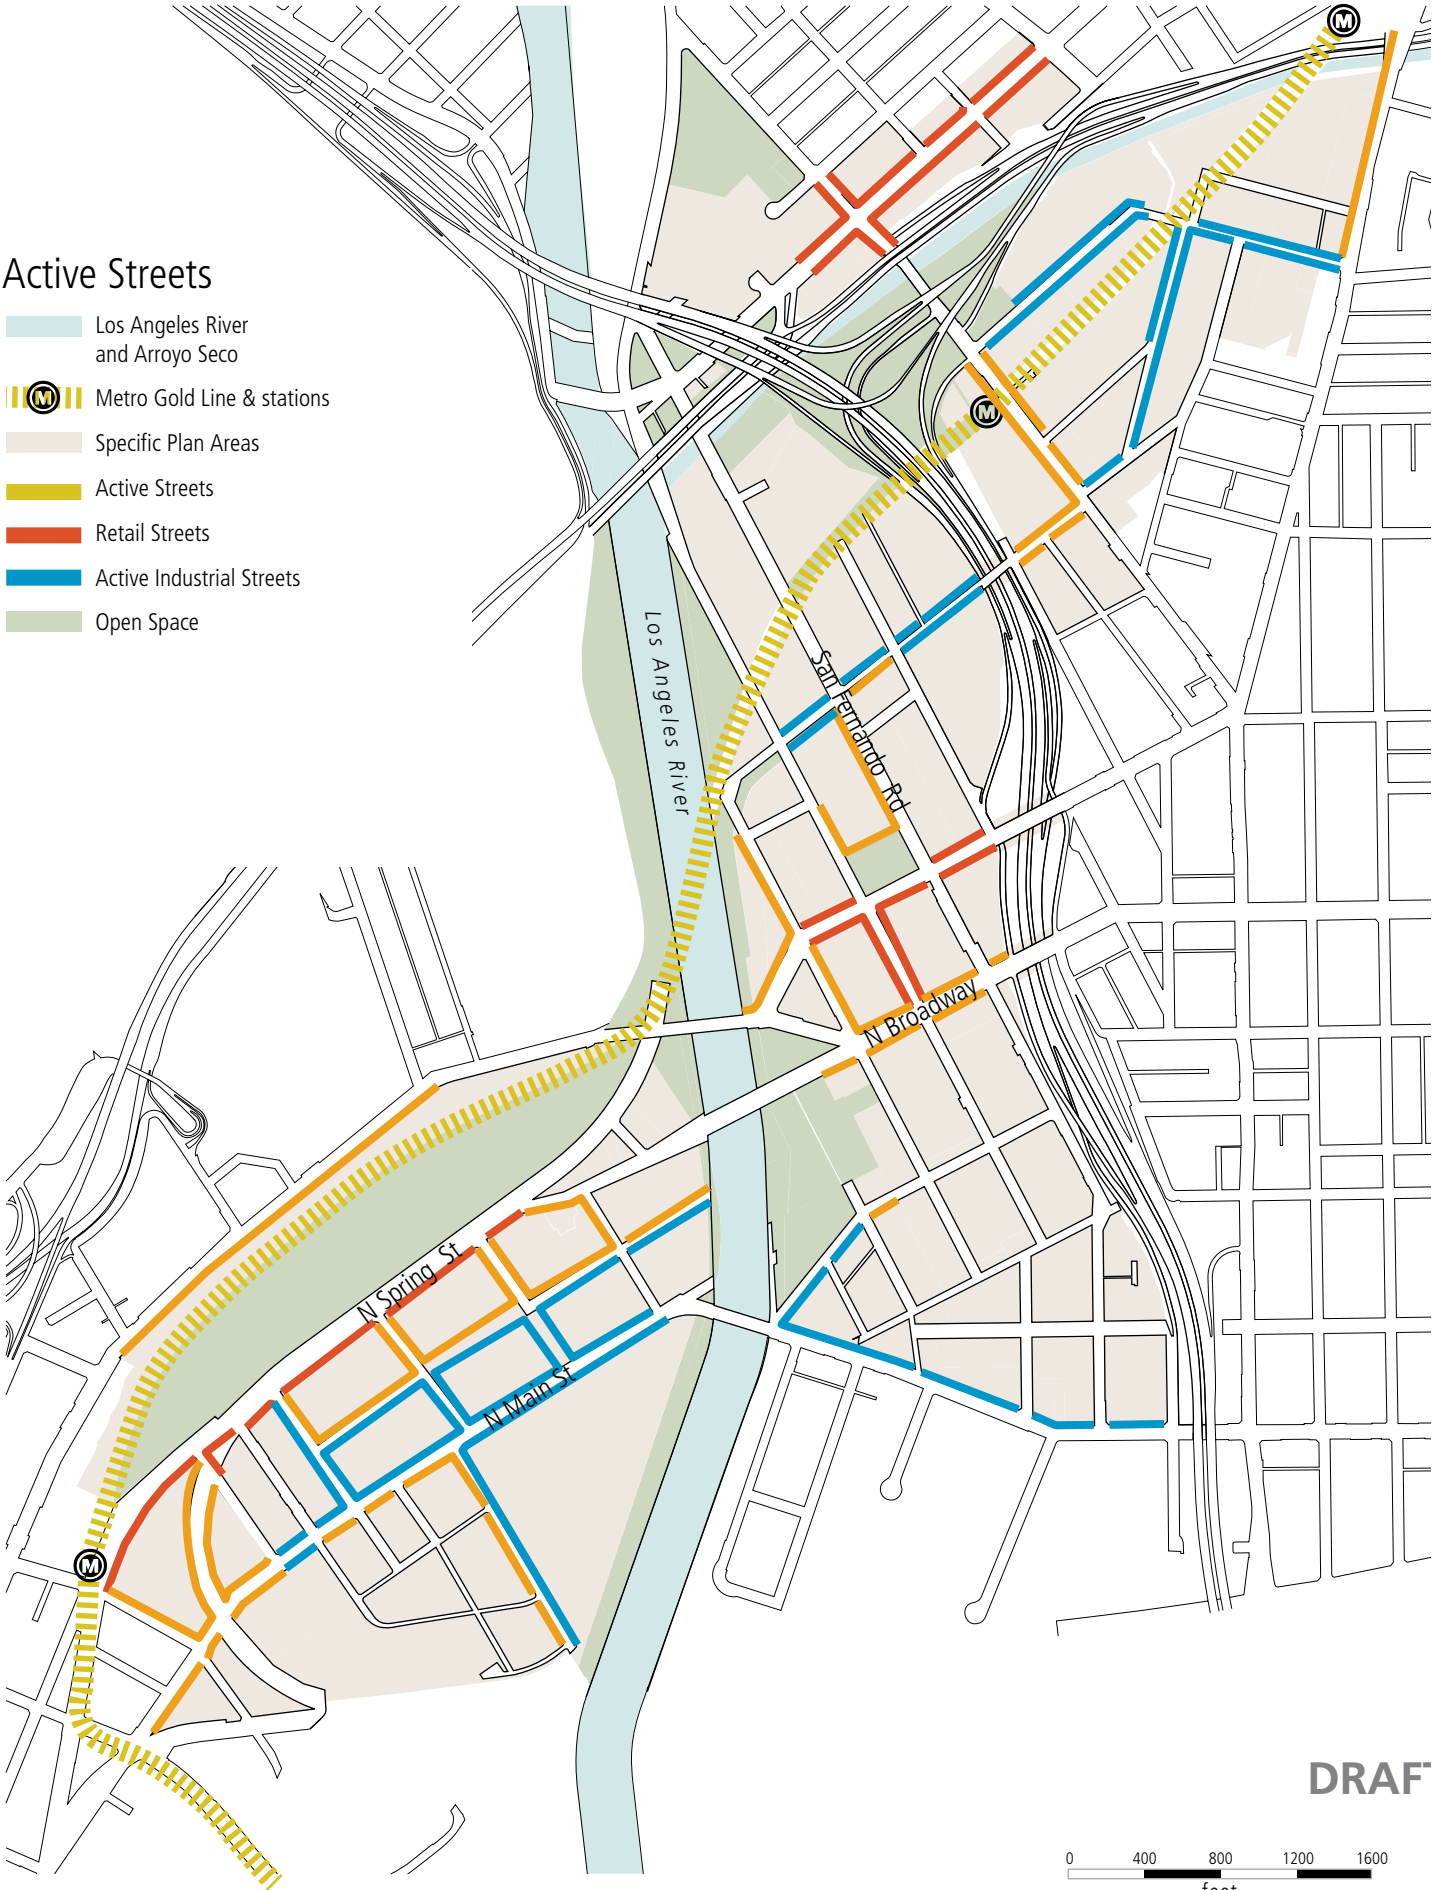 M
Active Streets
Los Angeles River
and Arroyo Seco
M Metro Gold Line & stations
Specific Plan Areas
Active Streets
Retail Streets
Active Industrial Streets
Open Space
M
Los Angeles River
San Fernando Rd
N Broadway
N Spring St
N Main St
M
DRAFT
0 400 800 1200 1600
feet